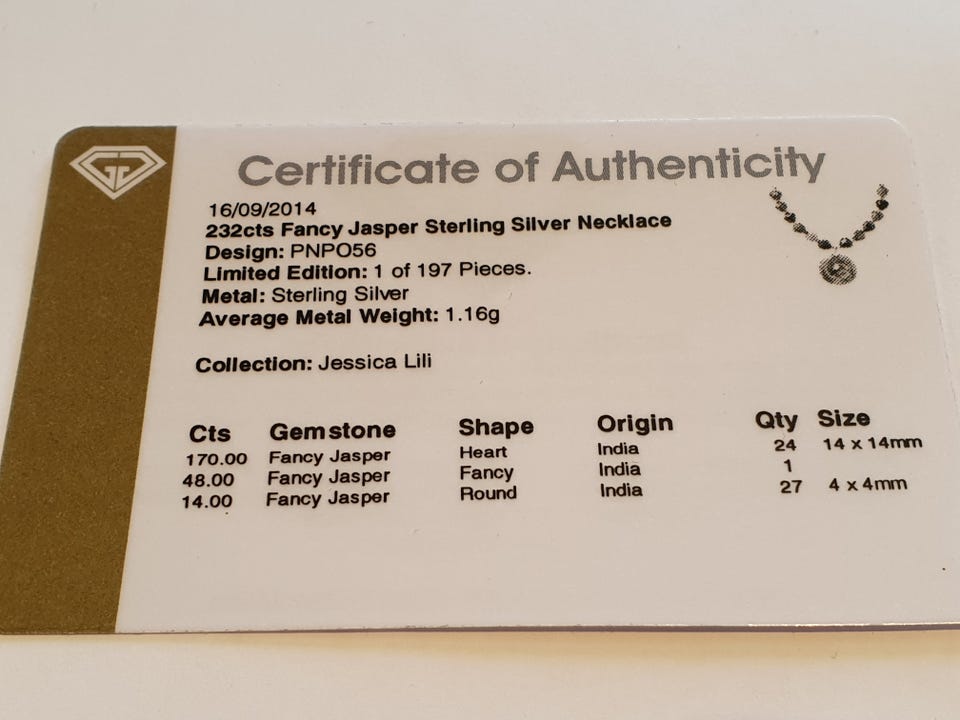 GG
Certificate of Authenticity
16/09/2014
232cts Fancy Jasper Sterling Silver Necklace
Design: PNPO56
Limited Edition: 1 of 197 Pieces.
Metal: Sterling Silver
Average Metal Weight: 1.16g
Collection: Jessica Lili
Cts Gemstone Shape Origin Qty Size
170.00 Fancy Jasper Heart India 24 14 x 14mm
48.00 Fancy Jasper Fancy India 1
14.00 Fancy Jasper Round India 27 4 x 4mm